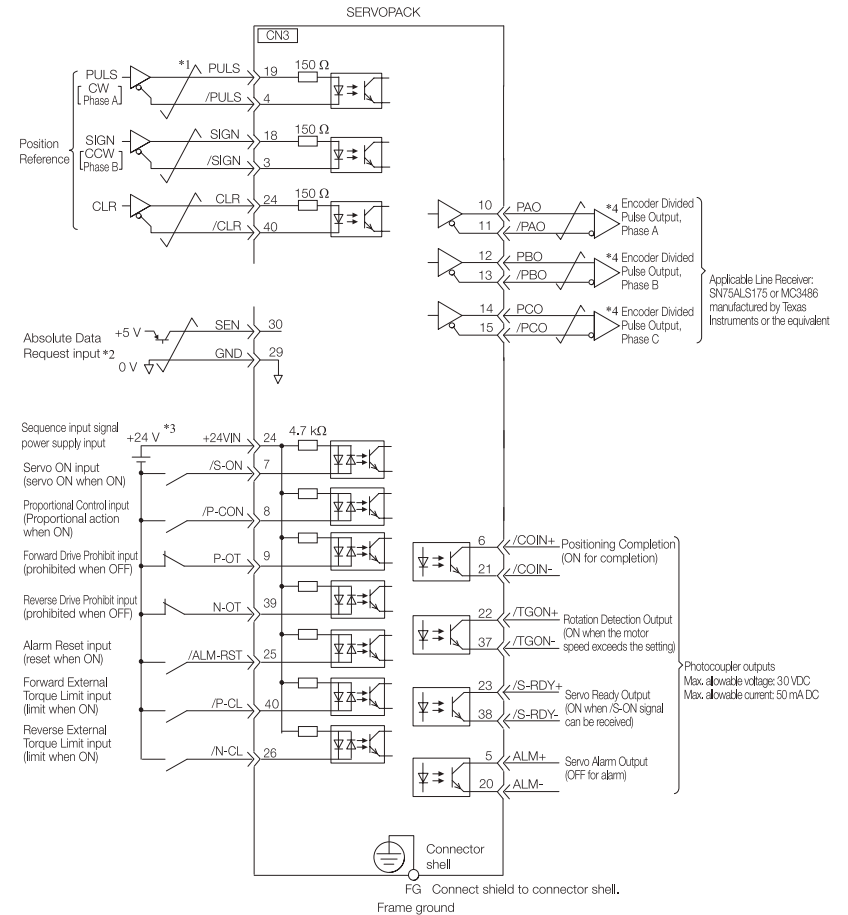 SERVOPACK
CN3
Position
Reference
PULS
CW
Phase A
*1
PULS
19
150 Ω
/PULS
4
SIGN
CCW
Phase B
SIGN
18
150 Ω
/SIGN
3
CLR
CLR
24
150 Ω
/CLR
40
10
PAO
11
/PAO
*4 Encoder Divided
Pulse Output,
Phase A
12
PBO
13
/PBO
*4 Encoder Divided
Pulse Output,
Phase B
14
PCO
15
/PCO
*4 Encoder Divided
Pulse Output,
Phase C
Applicable Line Receiver:
SN75ALS175 or MC3486
manufactured by Texas
Instruments or the equivalent
Absolute Data
Request input *2
+5 V
0 V
SEN
30
GND
29
Sequence input signal
power supply input
+24 V *3
+24VIN
24
4.7 kΩ
Servo ON input
(servo ON when ON)
/S-ON
7
Proportional Control input
(Proportional action
when ON)
/P-CON
8
Forward Drive Prohibit input
(prohibited when OFF)
P-OT
9
Reverse Drive Prohibit input
(prohibited when OFF)
N-OT
39
Alarm Reset input
(reset when ON)
/ALM-RST
25
Forward External
Torque Limit input
(limit when ON)
/P-CL
40
Reverse External
Torque Limit input
(limit when ON)
/N-CL
26
6
/COIN+
21
/COIN-
Positioning Completion
(ON for completion)
22
/TGON+
37
/TGON-
Rotation Detection Output
(ON when the motor
speed exceeds the setting)
23
/S-RDY+
38
/S-RDY-
Servo Ready Output
(ON when /S-ON signal
can be received)
5
ALM+
20
ALM-
Servo Alarm Output
(OFF for alarm)
Photocoupler outputs
Max. allowable voltage: 30 VDC
Max. allowable current: 50 mA DC
Connector
shell
FG Connect shield to connector shell.
Frame ground